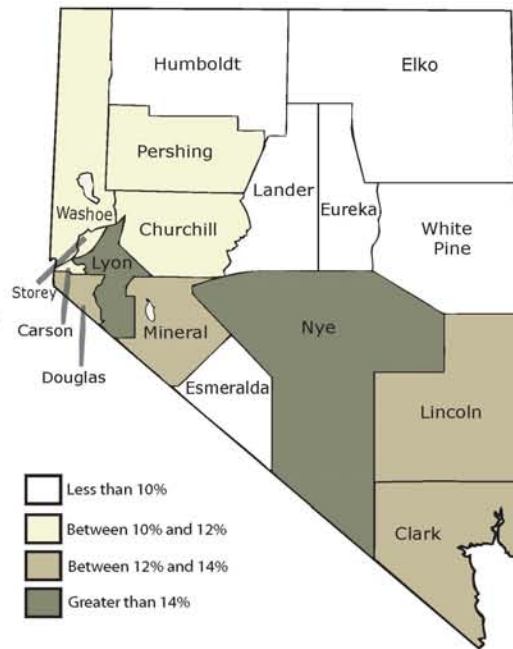 Humboldt
Elko
Pershing
Lander
Eureka
Washoe
Churchill
White
Pine
Lyon
Storey
Carson
Mineral
Nye
Douglas
Esmeralda
Lincoln
Clark
Less than 10%
Between 10% and 12%
Between 12% and 14%
Greater than 14%